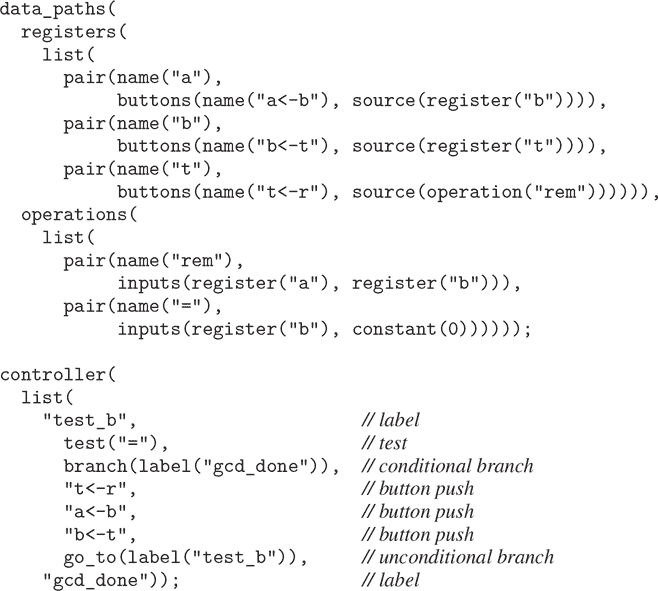 data_paths(
  registers(
    list(
      pair(name("a"),
           buttons(name("a<-b"), source(register("b")))),
      pair(name("b"),
           buttons(name("b<-t"), source(register("t")))),
      pair(name("t"),
           buttons(name("t<-r"), source(operation("rem")))))),
  operations(
    list(
      pair(name("rem"),
           inputs(register("a"), register("b"))),
      pair(name("="),
           inputs(register("b"), constant(0))))));

controller(
  list(
    "test_b",                     // label
      test("="),                  // test
      branch(label("gcd_done")),  // conditional branch
      "t<-r",                     // button push
      "a<-b",                     // button push
      "b<-t",                     // button push
      go_to(label("test_b")),     // unconditional branch
    "gcd_done"));                 // label